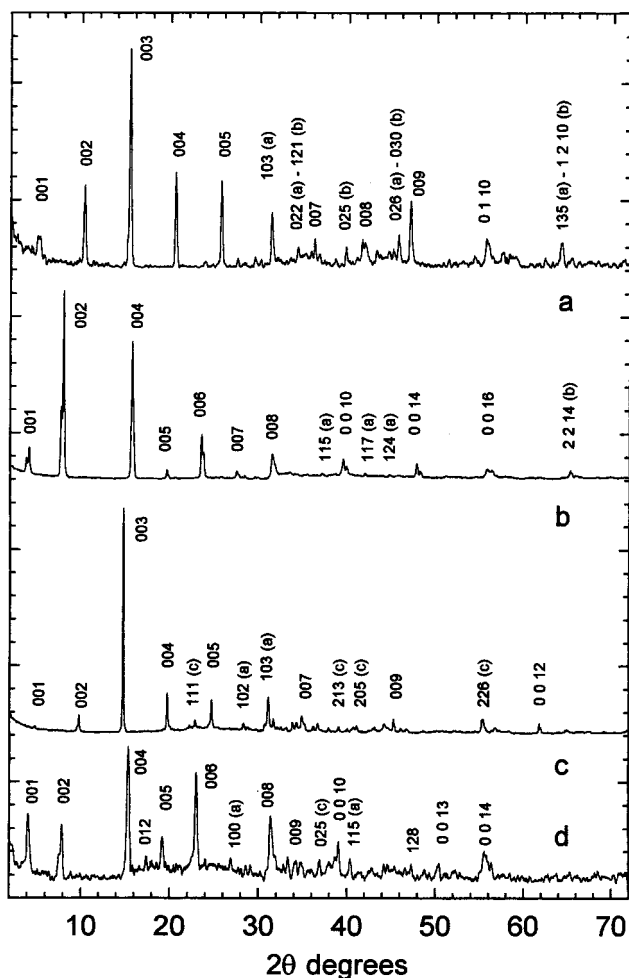 003
002
001
004
005
103 (a)
022 (a) - 121 (b)
007
025 (b)
008
026 (a) - 030 (b)
009
0 1 10
135 (a) - 1 2 10 (b)
a
001
002
004
005
006
007
008
115 (a)
0 0 10
117 (a)
124 (a)
0 0 14
0 0 16
2 2 14 (b)
b
001
002
003
004
111 (c)
005
102 (a)
103 (a)
007
213 (c)
205 (c)
009
226 (c)
0 0 12
c
001
002
004
012
005
006
100 (a)
008
009
025 (c)
0 0 10
115 (a)
128
0 0 13
0 0 14
d
10 20 30 40 50 60 70
2θ degrees